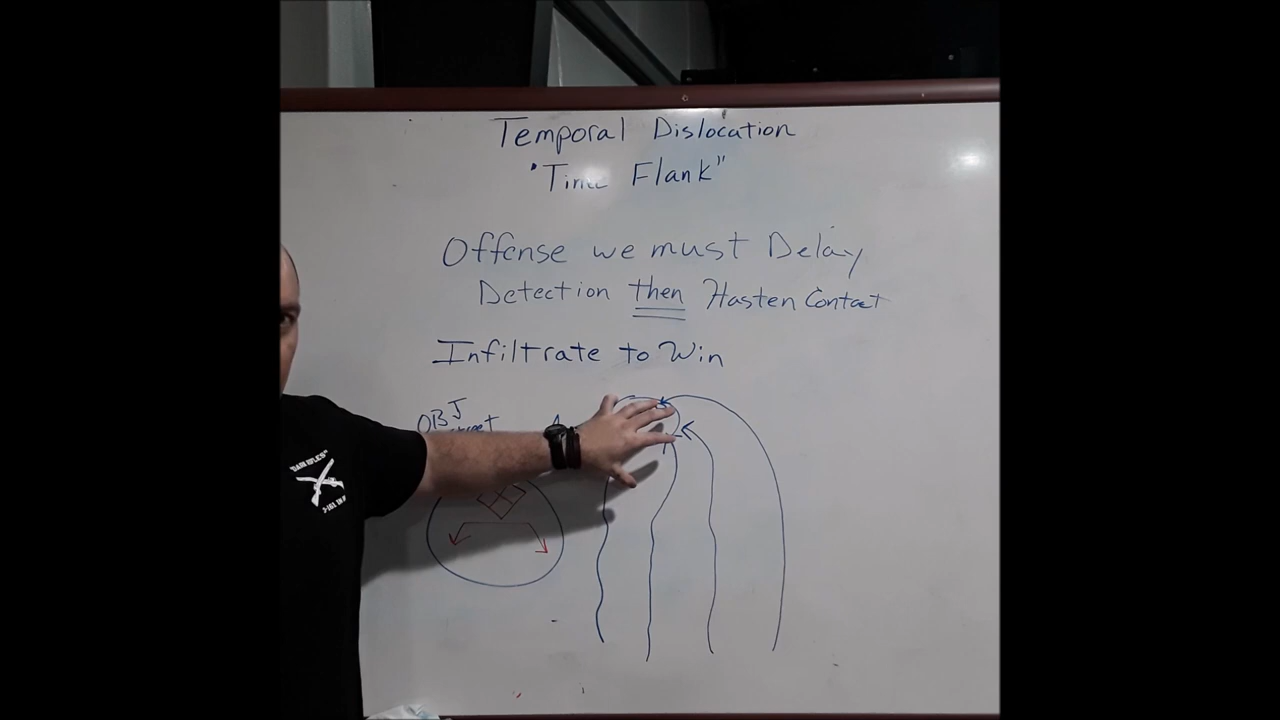 Temporal Dislocation
"Time Flank"
Offense we must Delay
Detection then Hasten Contact
Infiltrate to Win
OBJ